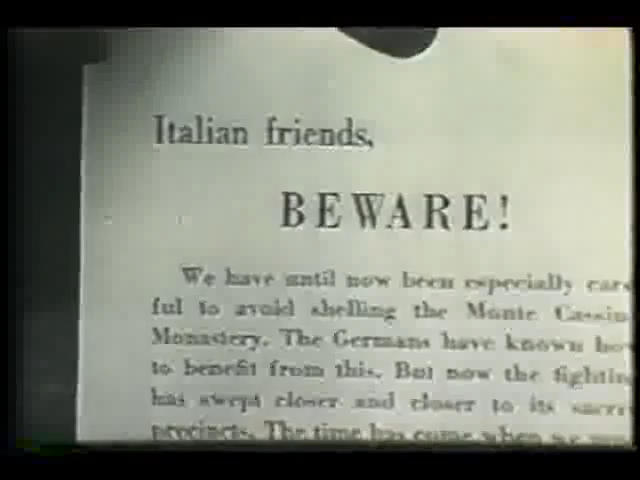 Italian friends,
BEWARE!
We have until now been especially care
ful to avoid shelling the Monte Cassin
Monastery. The Germans have known how
to benefit from this. But now the fightin
has swept closer and closer to its sacre
precincts. The time has come when we